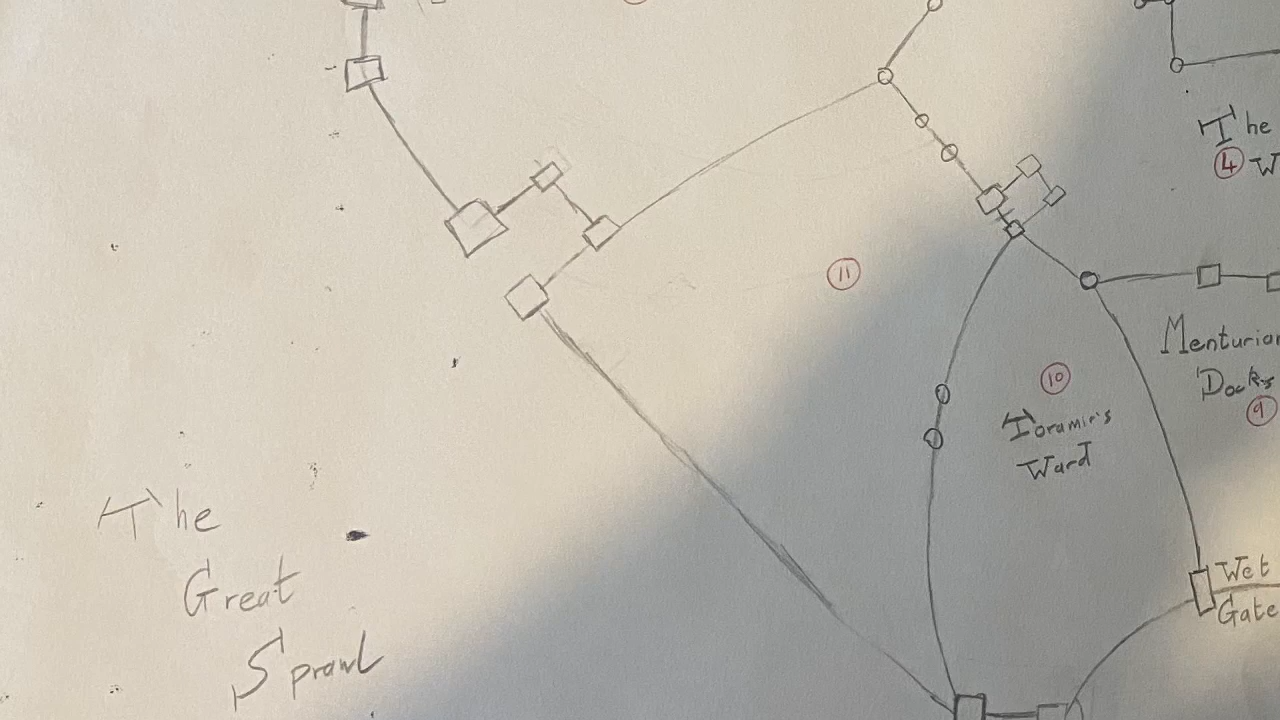 The
4
11
Menturian
Docks
9
10
Toramir's
Ward
The
Great
Sprawl
Wet
Gate